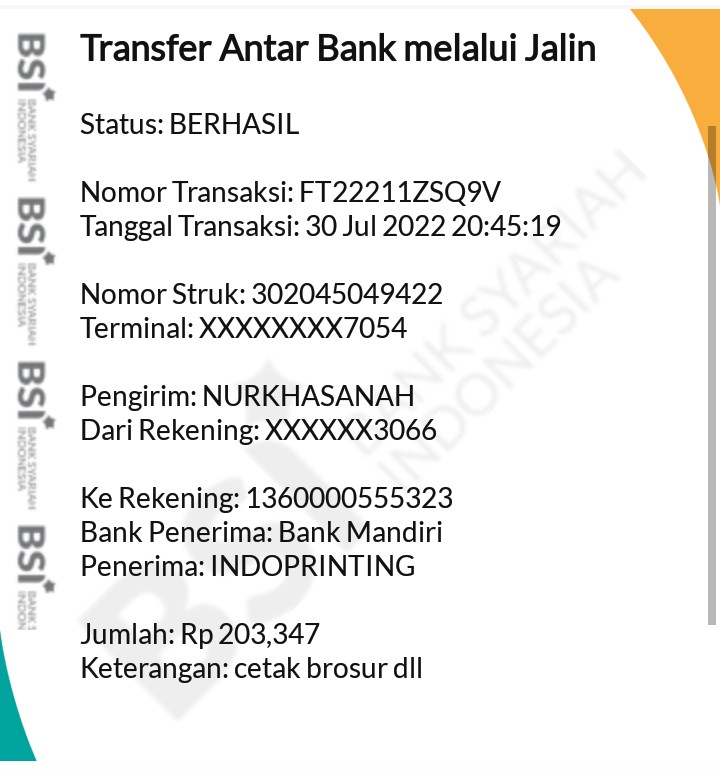 Transfer Antar Bank melalui Jalin
Status: BERHASIL
Nomor Transaksi: FT22211ZSQ9V
Tanggal Transaksi: 30 Jul 2022 20:45:19
Nomor Struk: 302045049422
Terminal: XXXXXXXX7054
Pengirim: NURKHASANAH
Dari Rekening: XXXXXX3066
Ke Rekening: 1360000555323
Bank Penerima: Bank Mandiri
Penerima: INDOPRINTING
Jumlah: Rp 203,347
Keterangan: cetak brosur dll
BSI
BANK SYARIAH
INDONESIA
BSI
BANK SYARIAH
INDONESIA
BSI
BANK SYARIAH
INDONESIA
BSI
BANK S
INDON
BSI
BANK SYARIAH
INDONESIA